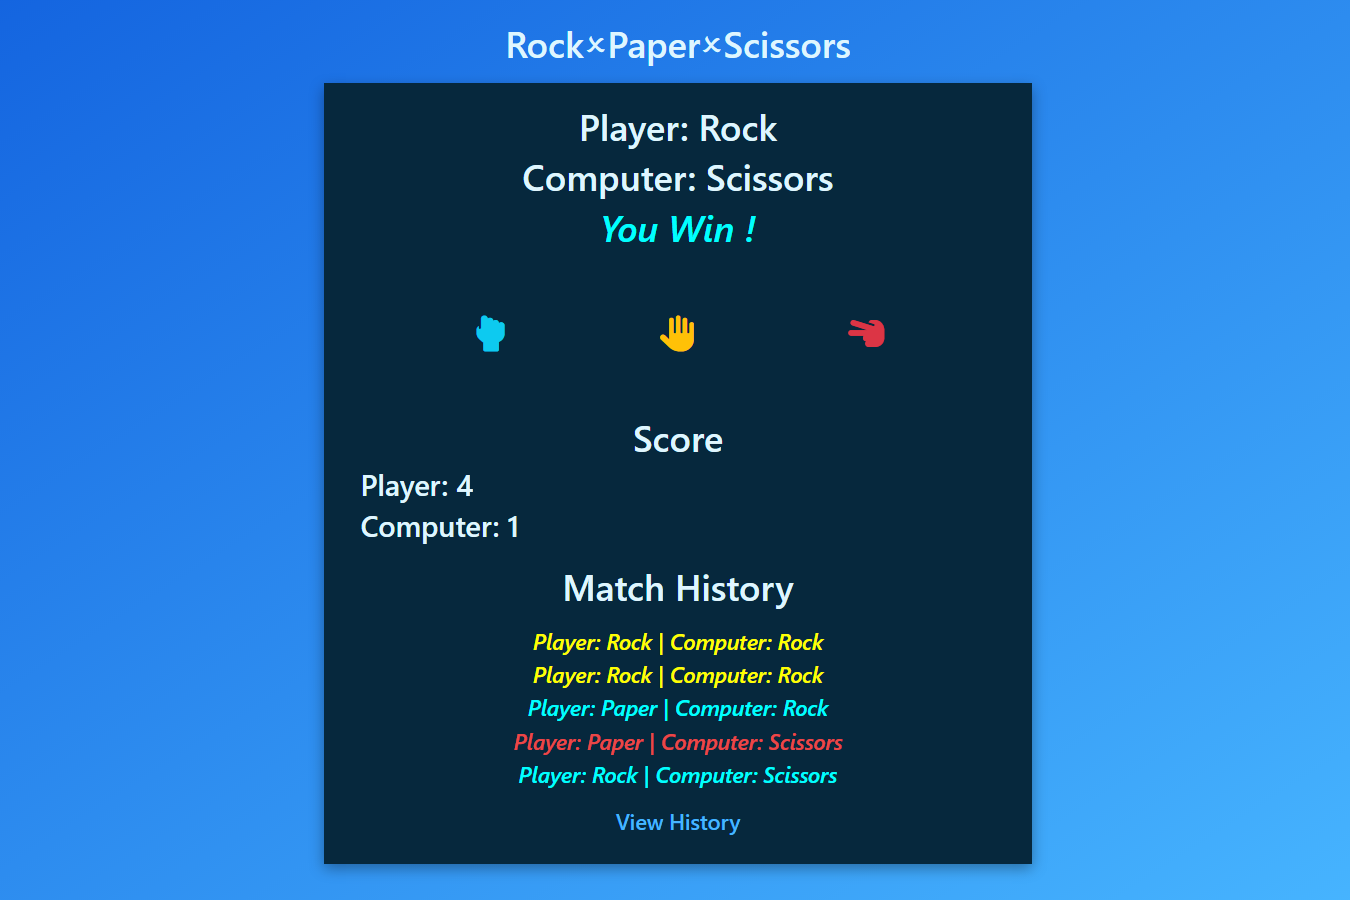 Rock×Paper×Scissors
Player: Rock
Computer: Scissors
You Win !
Score
Player: 4
Computer: 1
Match History
Player: Rock | Computer: Rock
Player: Rock | Computer: Rock
Player: Paper | Computer: Rock
Player: Paper | Computer: Scissors
Player: Rock | Computer: Scissors
View History